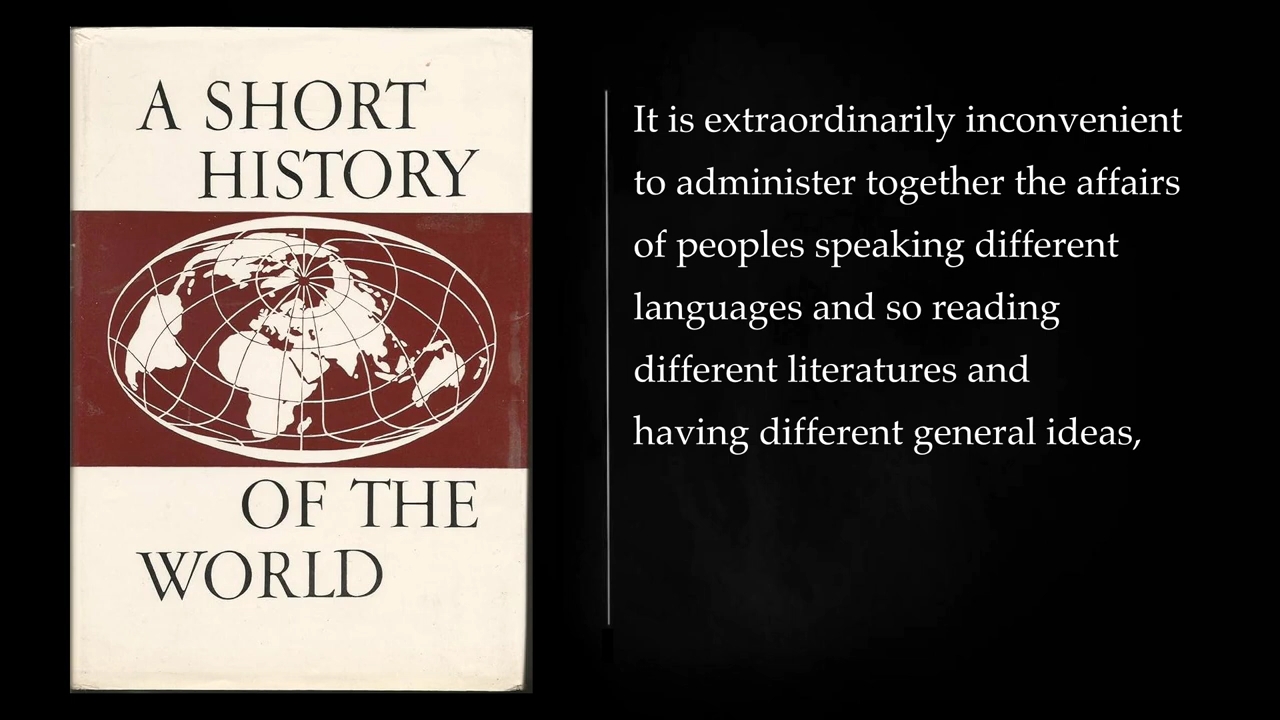 A SHORT
HISTORY
OF THE
WORLD
It is extraordinarily inconvenient
to administer together the affairs
of peoples speaking different
languages and so reading
different literatures and
having different general ideas,